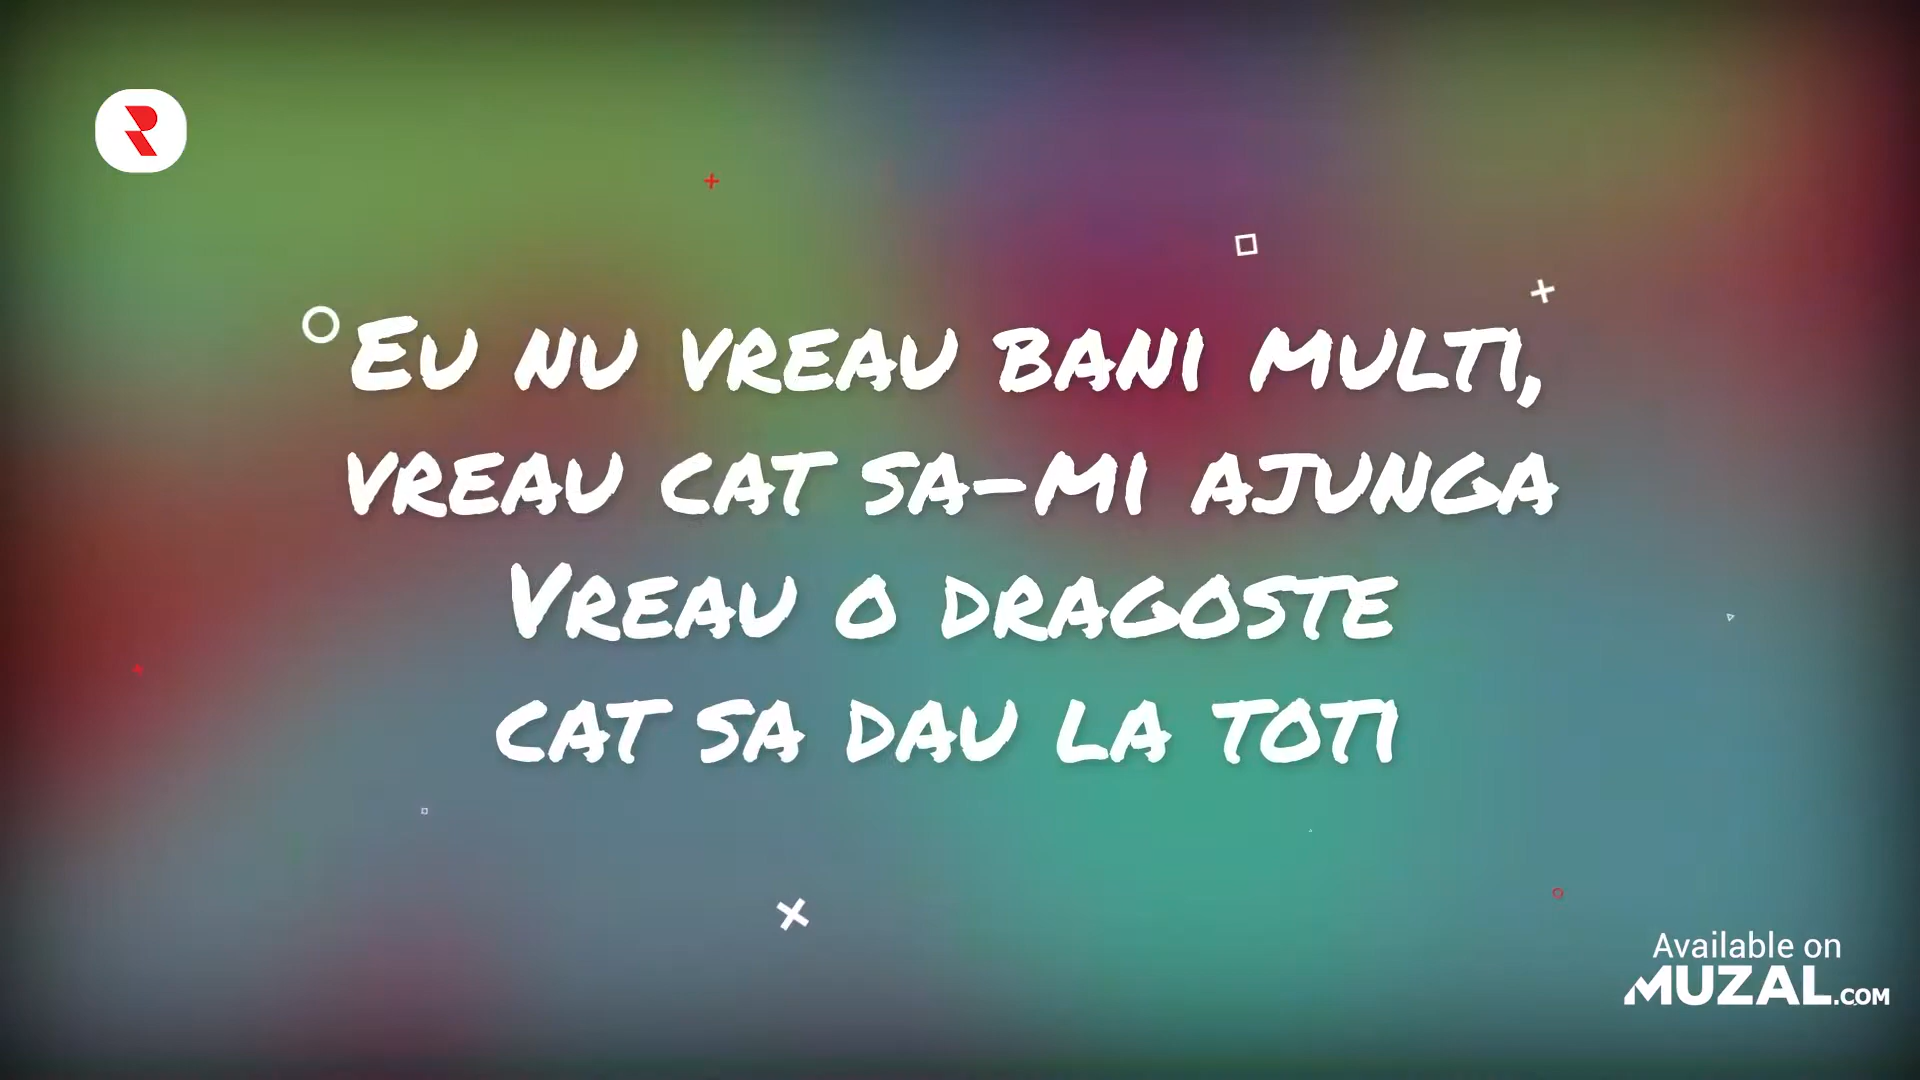 Eu nu vreau bani multi,
vreau cat sa-mi ajunga
Vreau o dragoste
cat sa dau la toti
Available on
MUZAL.COM